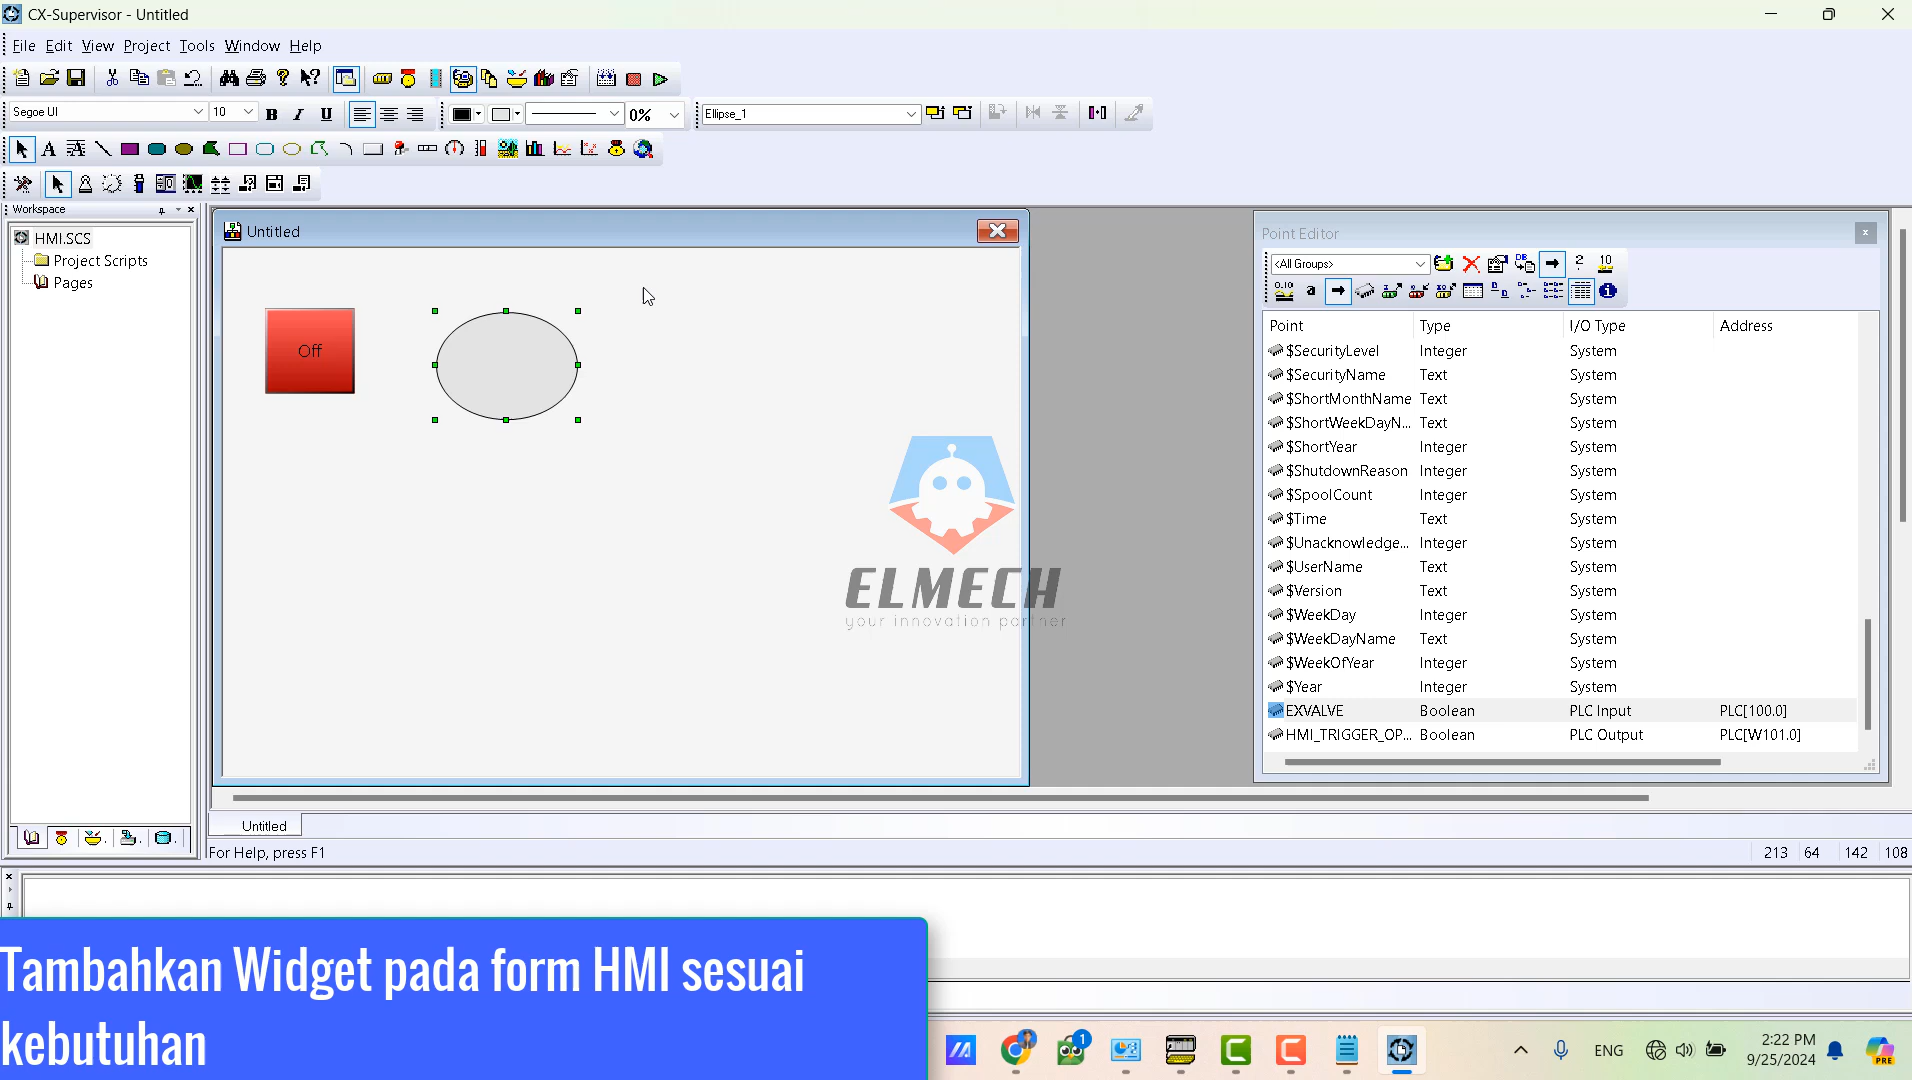 CX-Supervisor - Untitled
File Edit View Project Tools Window Help
Segoe UI 10 B I U 0% Ellipse_1
Workspace
HMI.SCS
Project Scripts
Pages
Untitled
Off
ELMECH
your innovation partner
Point Editor
<All Groups>
Point Type I/O Type Address
$SecurityLevel Integer System
$SecurityName Text System
$ShortMonthName Text System
$ShortWeekDayN... Text System
$ShortYear Integer System
$ShutdownReason Integer System
$SpoolCount Integer System
$Time Text System
$Unacknowledge... Integer System
$UserName Text System
$Version Text System
$WeekDay Integer System
$WeekDayName Text System
$WeekOfYear Integer System
$Year Integer System
EXVALVE Boolean PLC Input PLC[100.0]
HMI_TRIGGER_OP... Boolean PLC Output PLC[W101.0]
Untitled
For Help, press F1 213 64 142 108
Tambahkan Widget pada form HMI sesuai
kebutuhan
1
ENG
2:22 PM
9/25/2024
PRE